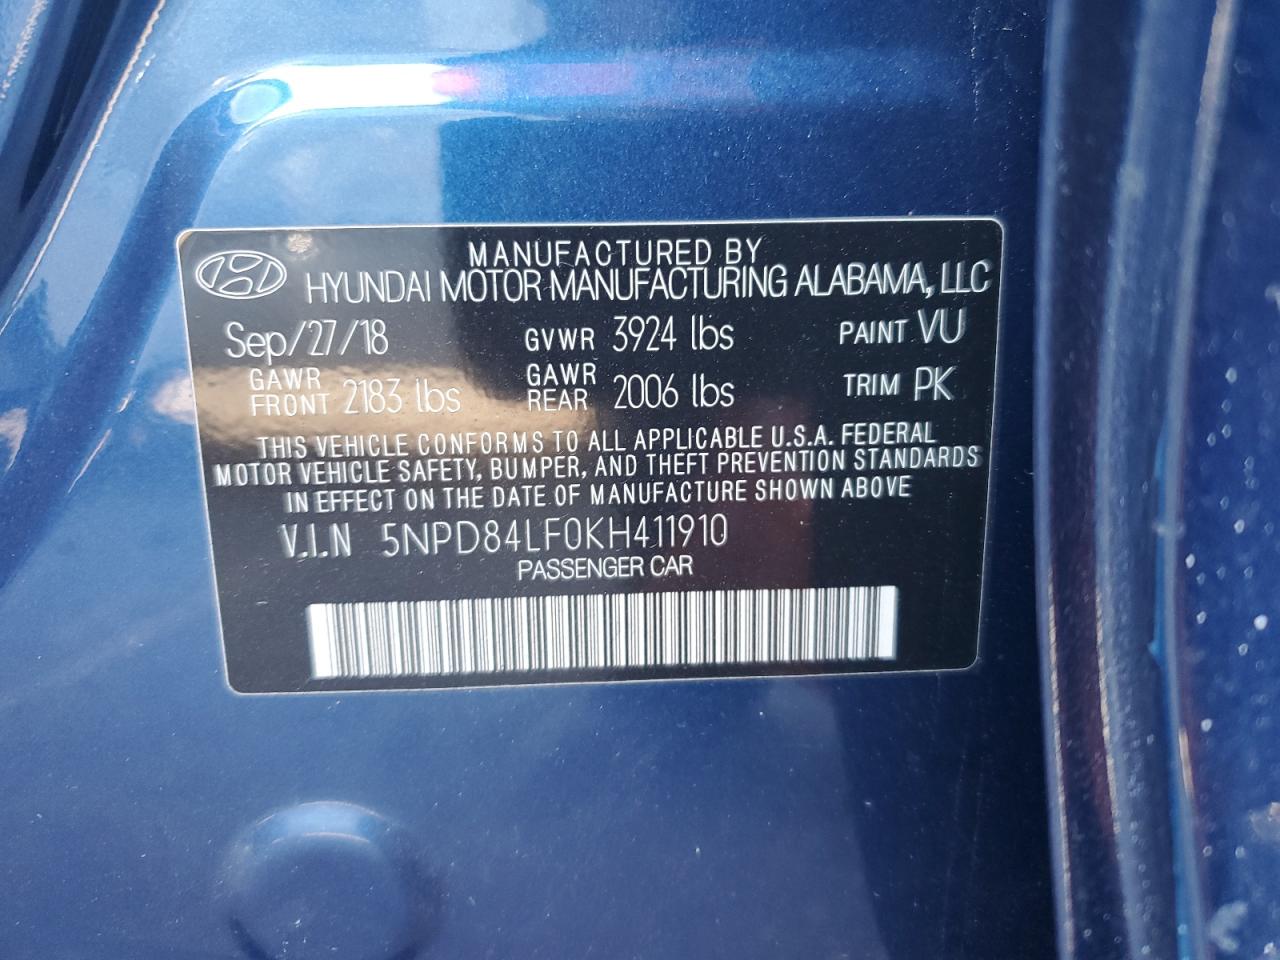 MANUFACTURED BY
HYUNDAI MOTOR MANUFACTURING ALABAMA, LLC
Sep/27/18 GVWR 3924 lbs PAINT VU
GAWR FRONT 2183 lbs GAWR REAR 2006 lbs TRIM PK
THIS VEHICLE CONFORMS TO ALL APPLICABLE U.S.A. FEDERAL
MOTOR VEHICLE SAFETY, BUMPER, AND THEFT PREVENTION STANDARDS
IN EFFECT ON THE DATE OF MANUFACTURE SHOWN ABOVE
V.I.N 5NPD84LF0KH411910
PASSENGER CAR